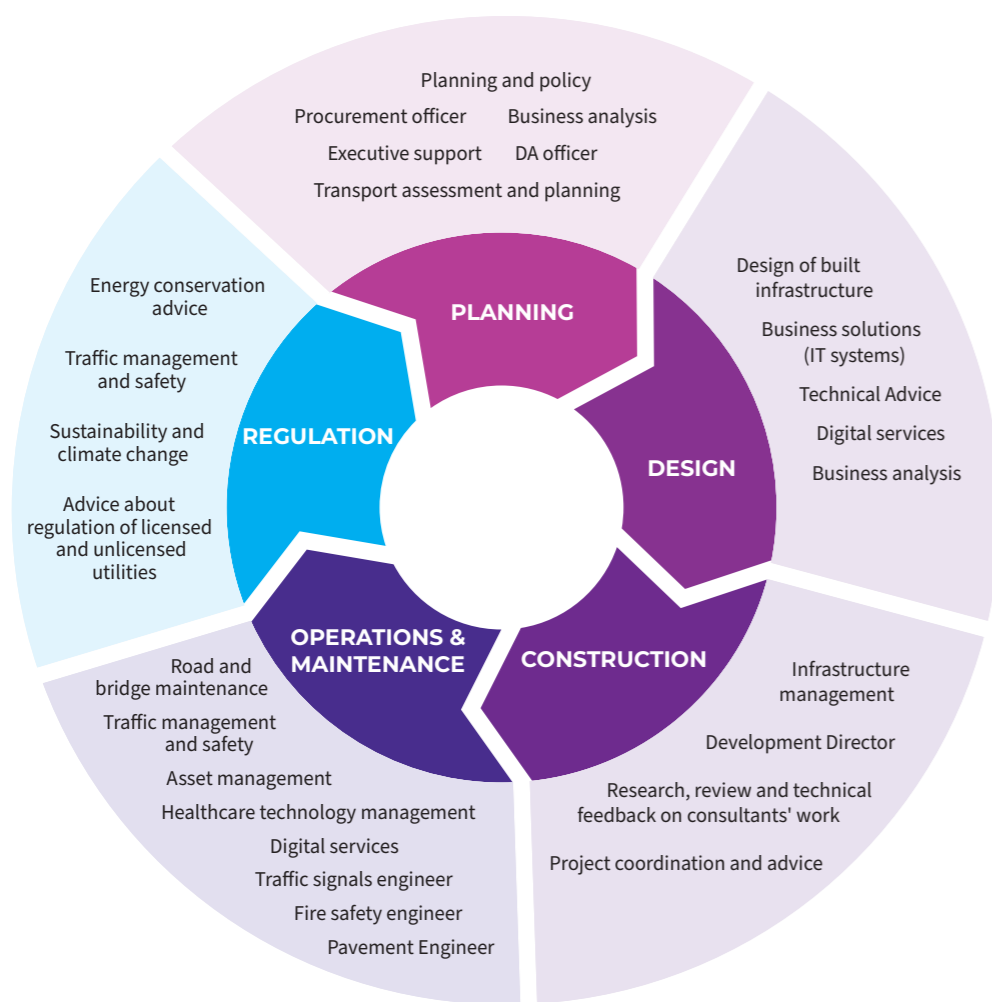 Planning and policy
Procurement officer Business analysis
Executive support DA officer
Transport assessment and planning
PLANNING
Design of built
infrastructure
Business solutions
(IT systems)
Technical Advice
Digital services
Business analysis
DESIGN
Infrastructure
management
Development Director
Research, review and technical
feedback on consultants' work
Project coordination and advice
CONSTRUCTION
OPERATIONS &
MAINTENANCE
Road and
bridge maintenance
Traffic management
and safety
Asset management
Healthcare technology management
Digital services
Traffic signals engineer
Fire safety engineer
Pavement Engineer
REGULATION
Energy conservation
advice
Traffic management
and safety
Sustainability and
climate change
Advice about
regulation of licensed
and unlicensed
utilities